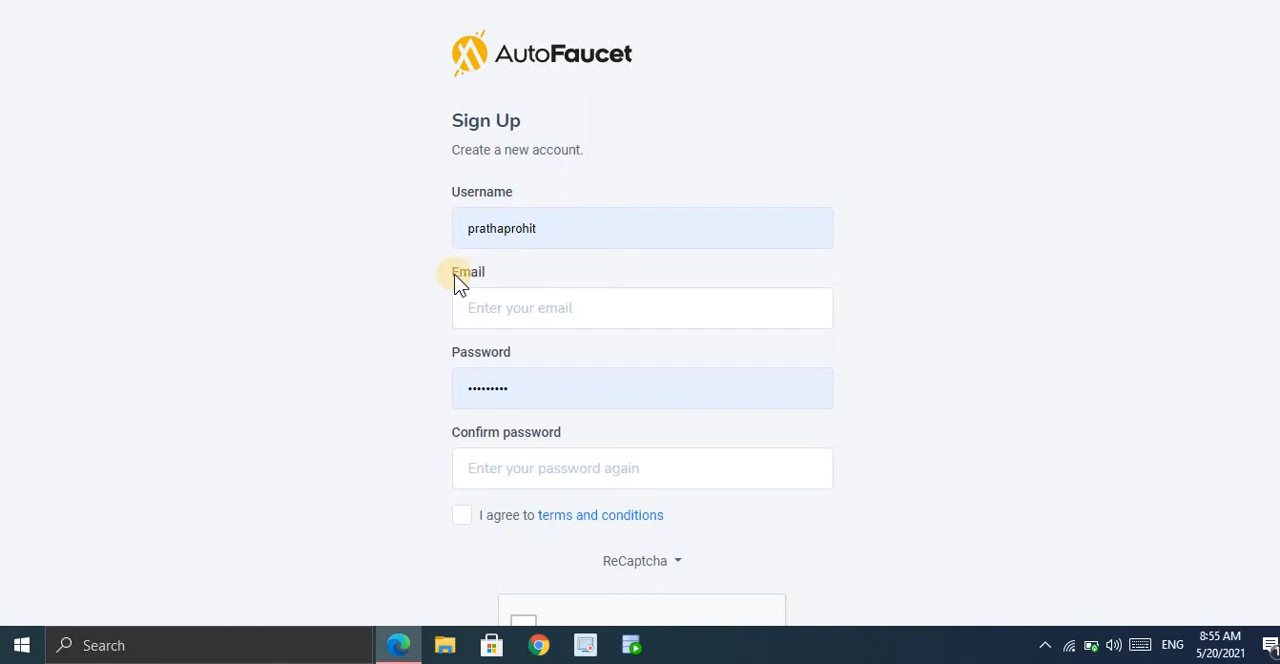 AutoFaucet
Sign Up
Create a new account.
Username
prathaprohit
Email
Enter your email
Password
•••••••••
Confirm password
Enter your password again
I agree to terms and conditions
ReCaptcha
Search
ENG
8:55 AM
5/20/2021